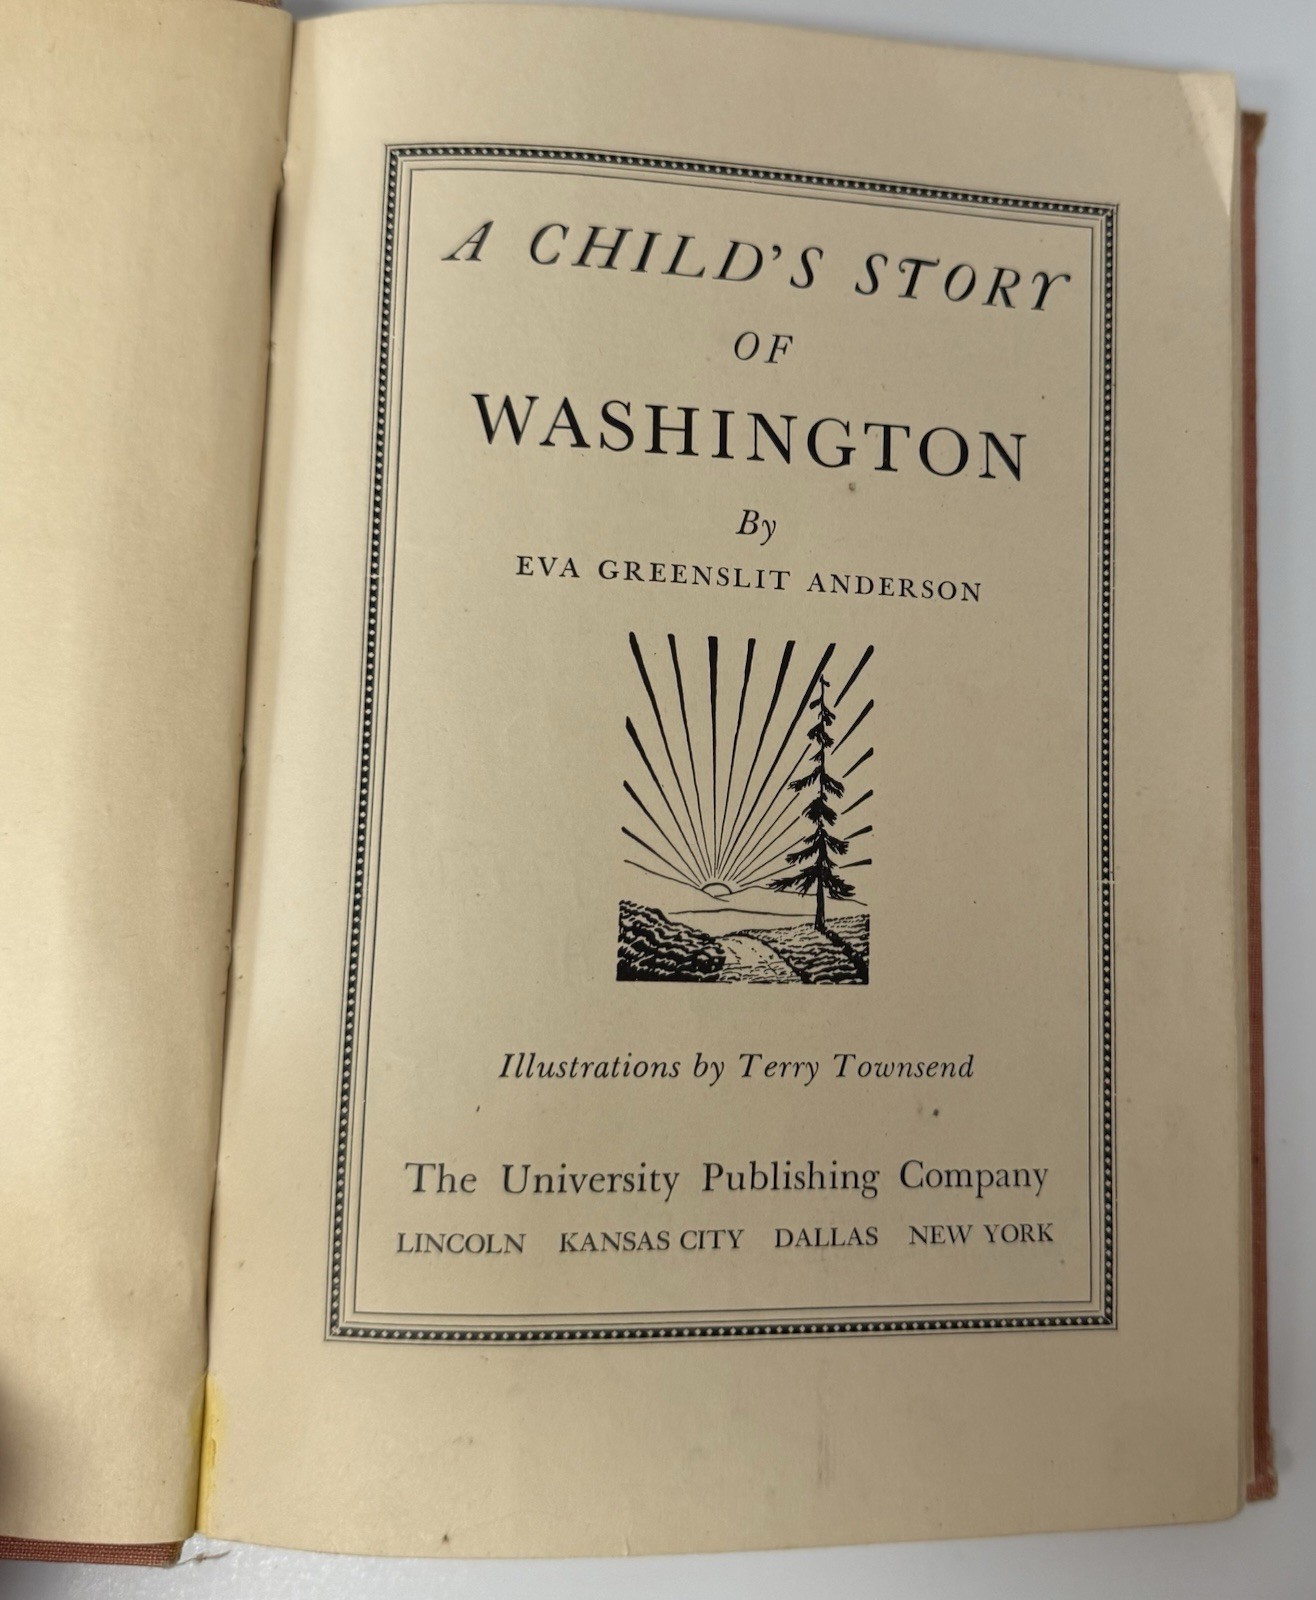 A CHILD'S STORY
OF
WASHINGTON
By
EVA GREENSLIT ANDERSON
Illustrations by Terry Townsend
The University Publishing Company
LINCOLN KANSAS CITY DALLAS NEW YORK